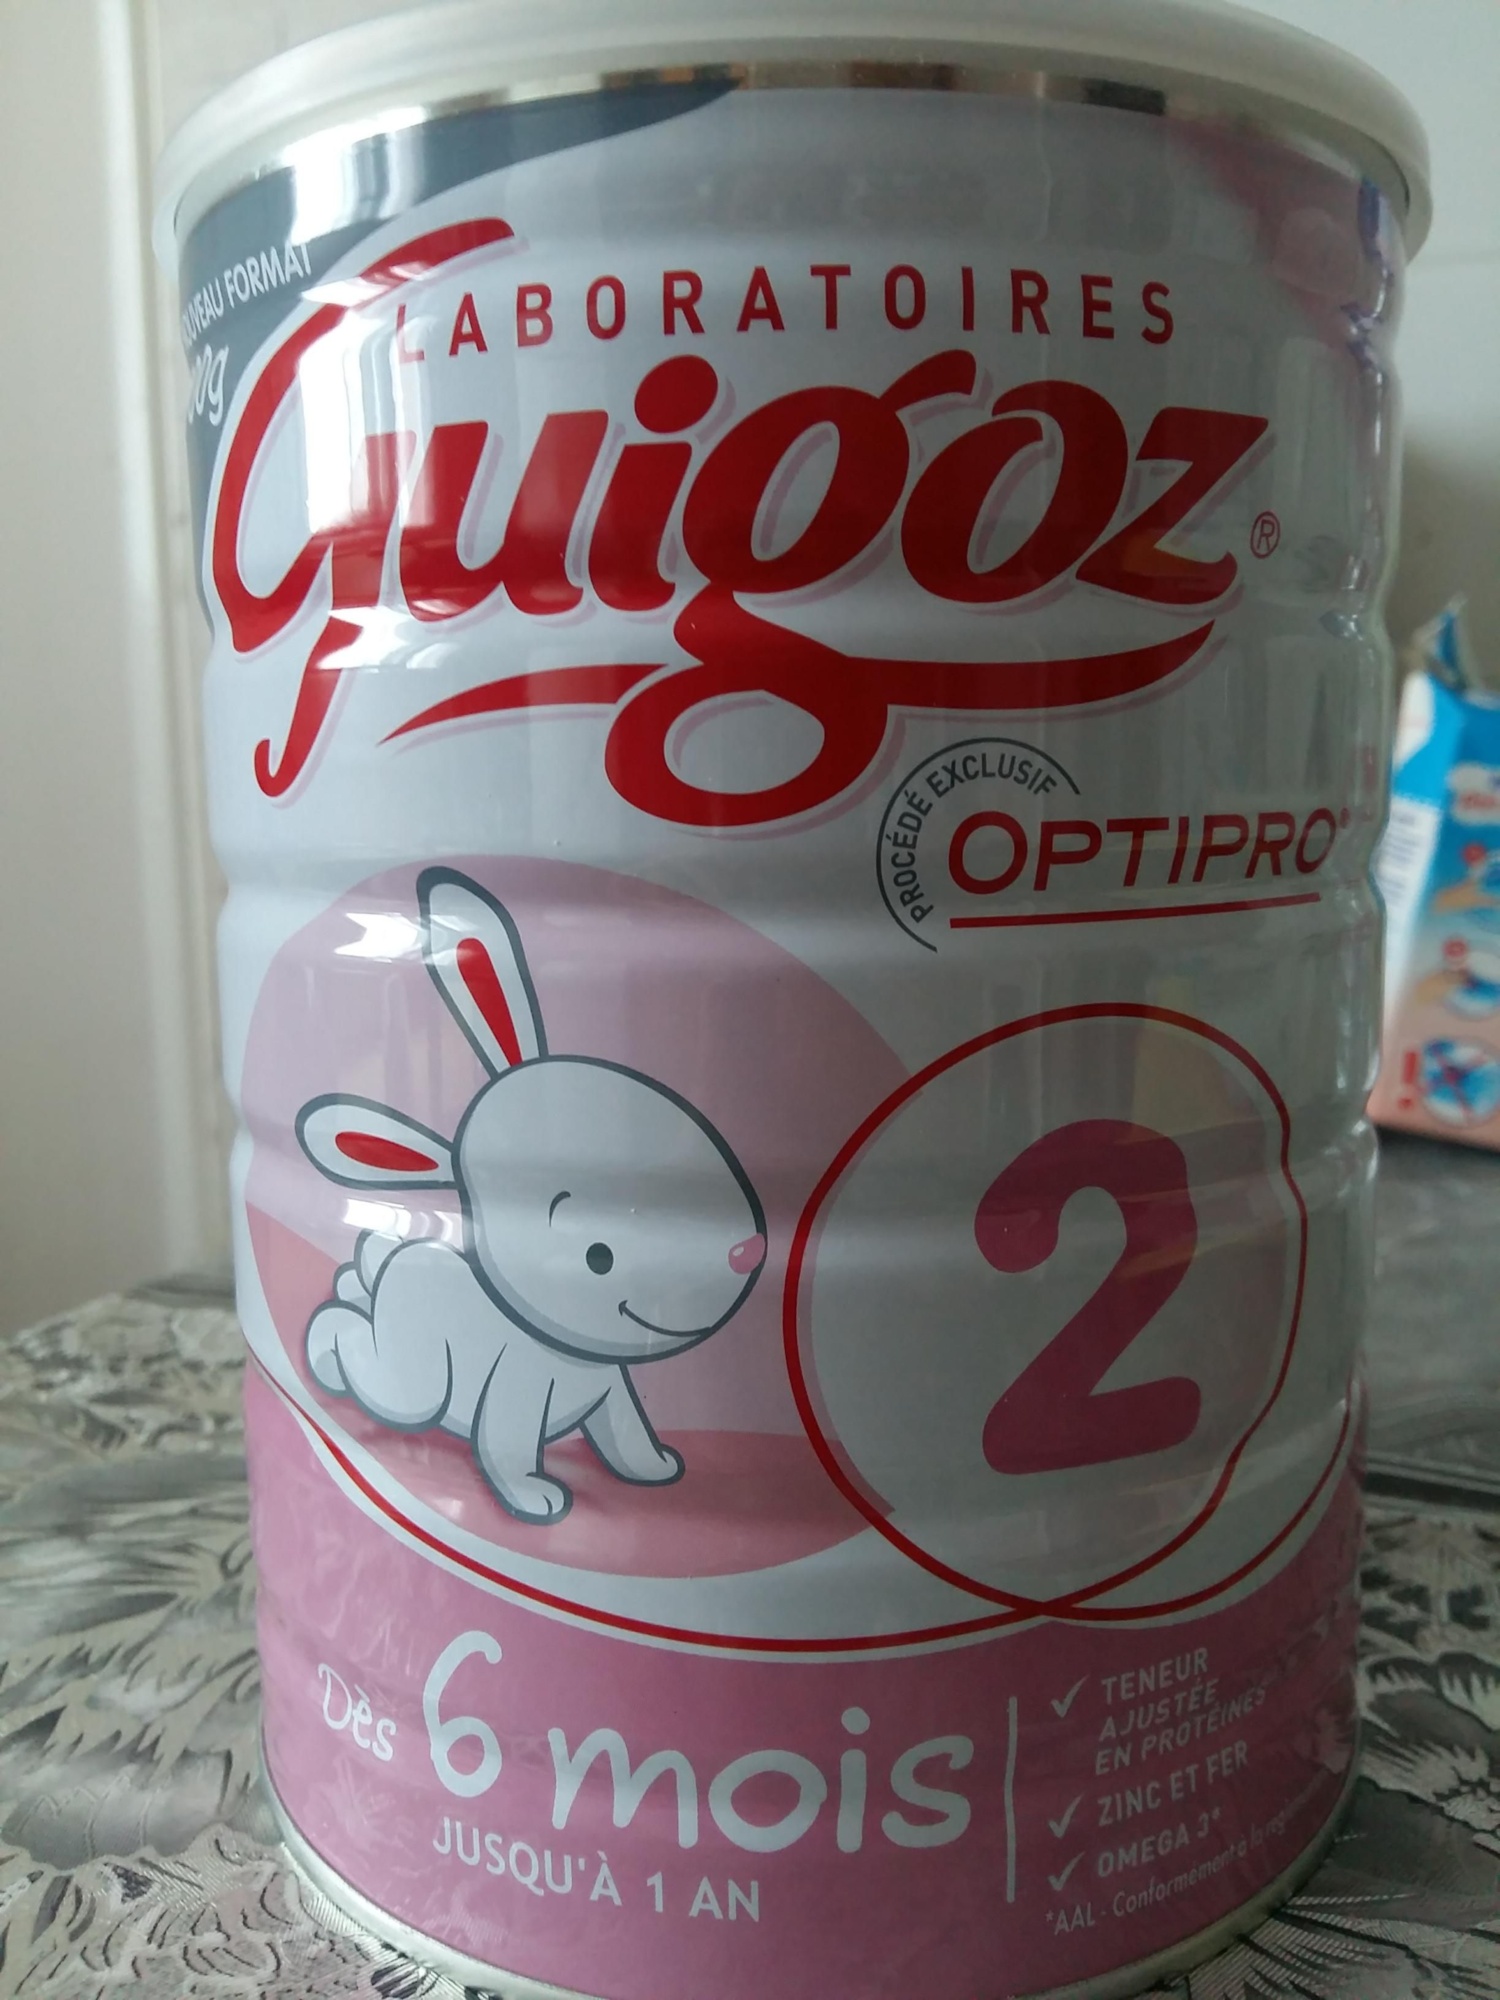 NOUVEAU FORMAT
LABORATOIRES
Guigoz®
PROCÉDÉ EXCLUSIF
OPTIPRO®
2
Dès 6 mois
JUSQU'À 1 AN
TENEUR
AJUSTÉE
EN PROTÉINES
ZINC ET FER
OMEGA 3*
*AAL - Conformément à la